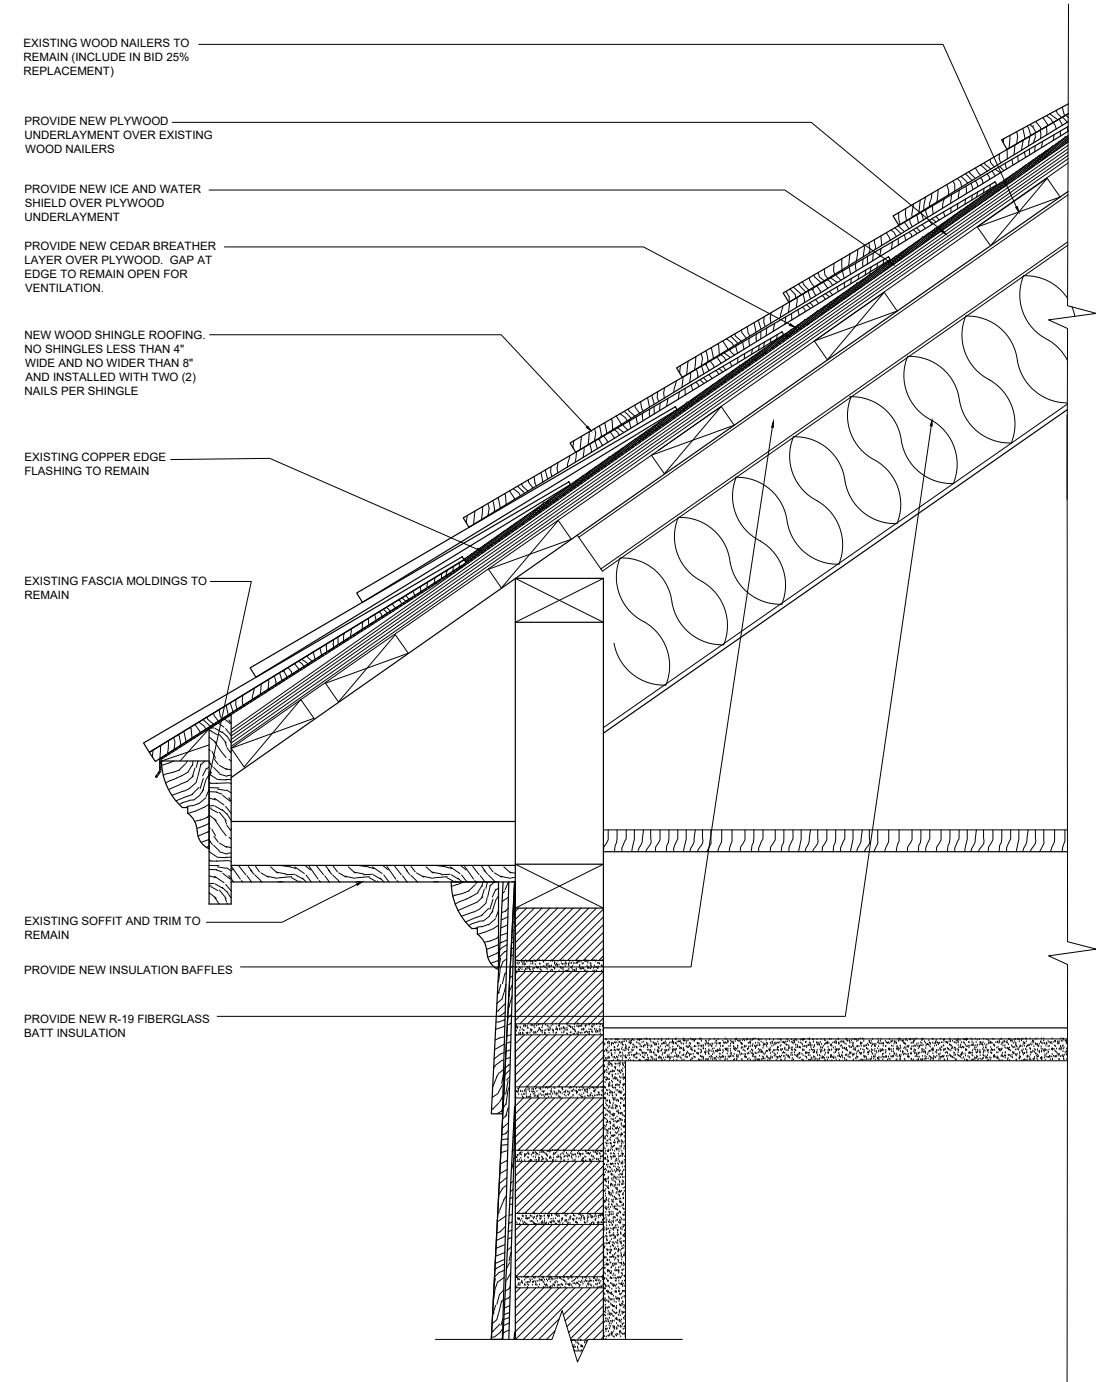 EXISTING WOOD NAILERS TO
REMAIN (INCLUDE IN BID 25%
REPLACEMENT)
PROVIDE NEW PLYWOOD
UNDERLAYMENT OVER EXISTING
WOOD NAILERS
PROVIDE NEW ICE AND WATER
SHIELD OVER PLYWOOD
UNDERLAYMENT
PROVIDE NEW CEDAR BREATHER
LAYER OVER PLYWOOD. GAP AT
EDGE TO REMAIN OPEN FOR
VENTILATION.
NEW WOOD SHINGLE ROOFING.
NO SHINGLES LESS THAN 4"
WIDE AND NO WIDER THAN 8"
AND INSTALLED WITH TWO (2)
NAILS PER SHINGLE
EXISTING COPPER EDGE
FLASHING TO REMAIN
EXISTING FASCIA MOLDINGS TO
REMAIN
EXISTING SOFFIT AND TRIM TO
REMAIN
PROVIDE NEW INSULATION BAFFLES
PROVIDE NEW R-19 FIBERGLASS
BATT INSULATION